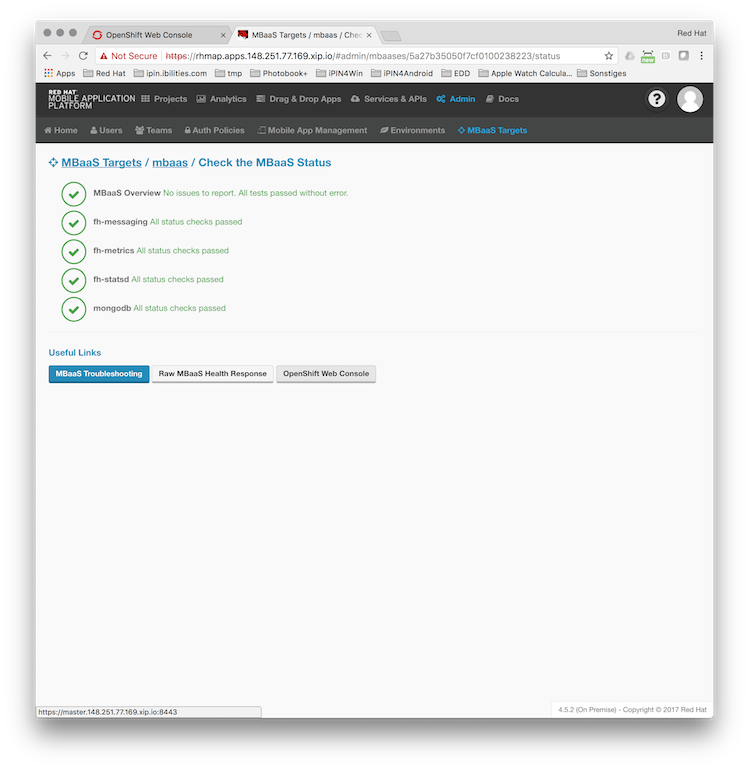 OpenShift Web Console
MBaaS Targets / mbaas / Chec
Red Hat
Not Secure https://rhmap.apps.148.251.77.169.xip.io/#admin/mbaases/5a27b35050f7cf0100238223/status
new
Apps Red Hat ipin.ibilities.com tmp Photobook+ iPIN4Win iPIN4Android EDD Apple Watch Calcula... Sonstiges
RED HAT
MOBILE APPLICATION
PLATFORM
Projects Analytics Drag & Drop Apps Services & APIs Admin Docs
?
Home Users Teams Auth Policies Mobile App Management Environments MBaaS Targets
MBaaS Targets / mbaas / Check the MBaaS Status
MBaaS Overview No issues to report. All tests passed without error.
fh-messaging All status checks passed
fh-metrics All status checks passed
fh-statsd All status checks passed
mongodb All status checks passed
Useful Links
MBaaS Troubleshooting Raw MBaaS Health Response OpenShift Web Console
https://master.148.251.77.169.xip.io:8443
4.5.2 (On Premise) - Copyright © 2017 Red Hat